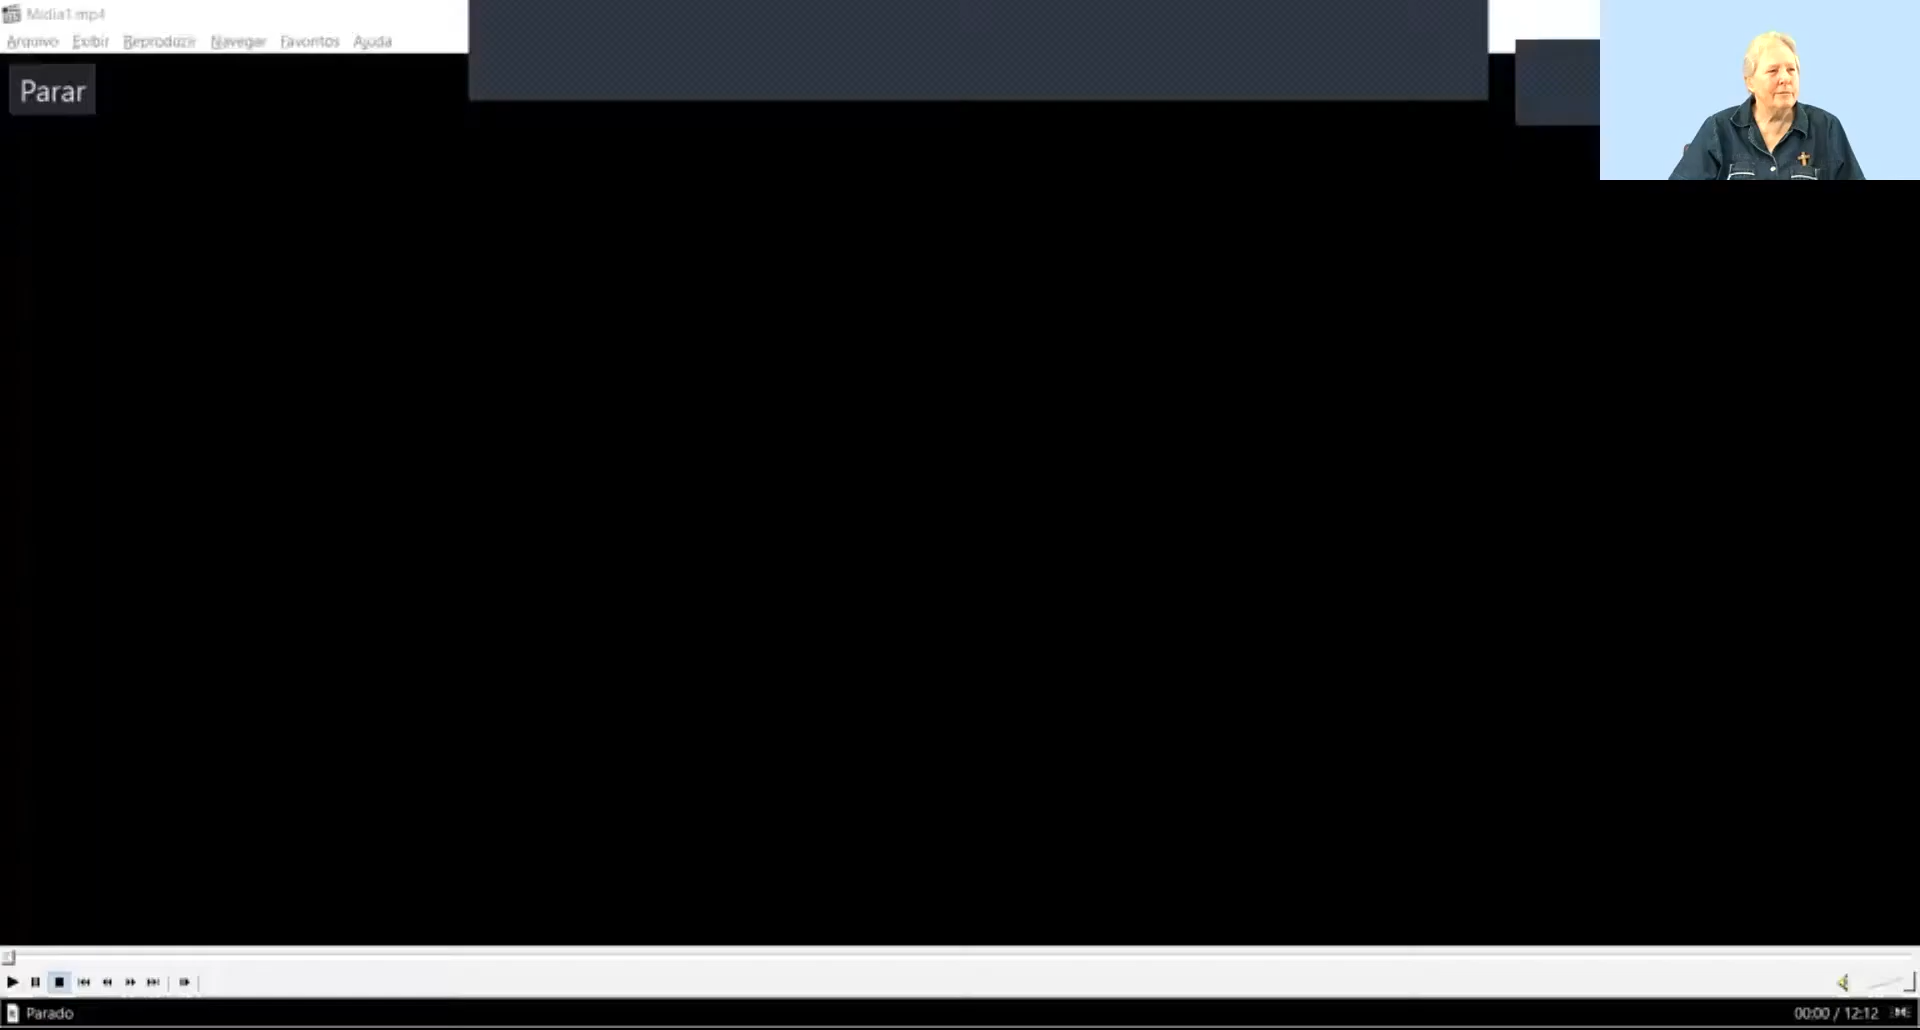 Mídia1.mp4
Arquivo Exibir Reproduzir Navegar Favoritos Ajuda
Parar
Parado
00:00 / 12:12